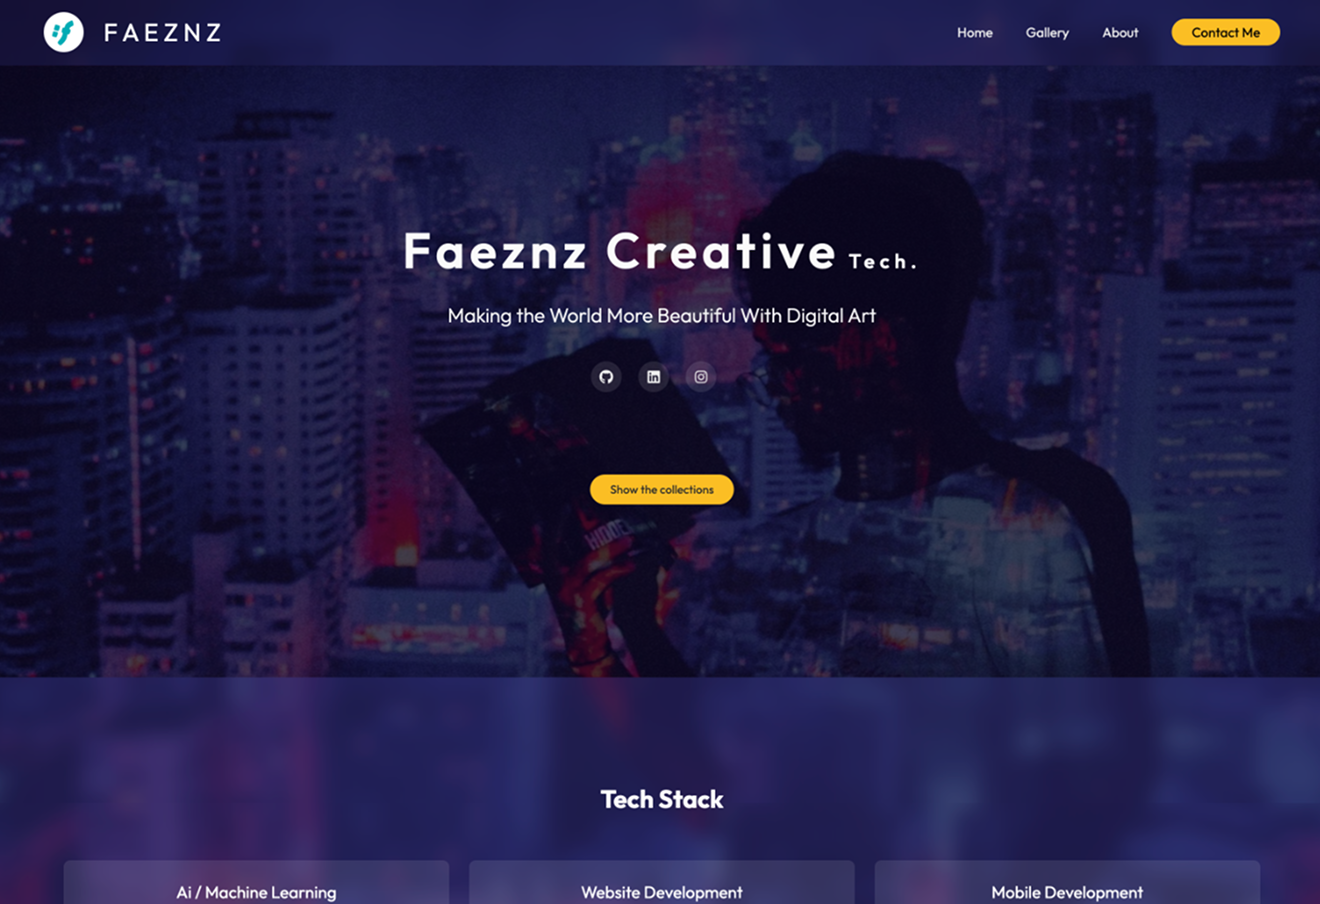 FAEZNZ
Home Gallery About Contact Me
Faeznz Creative Tech.
Making the World More Beautiful With Digital Art
Show the collections
HIDDEN
Tech Stack
Ai / Machine Learning
Website Development
Mobile Development